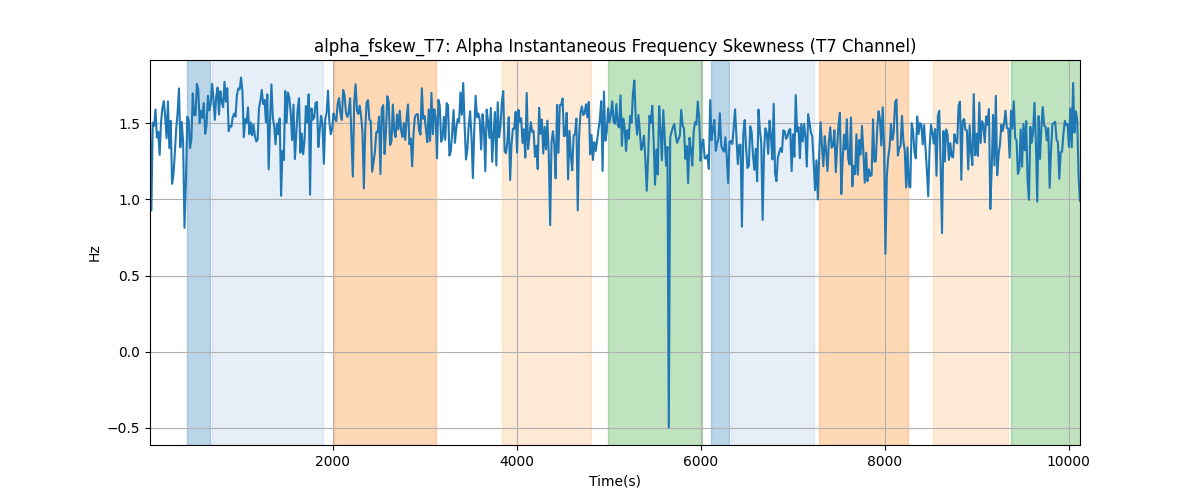 alpha_fskew_T7: Alpha Instantaneous Frequency Skewness (T7 Channel)
1.5
1.0
0.5
0.0
−0.5
Hz
2000 4000 6000 8000 10000
Time(s)